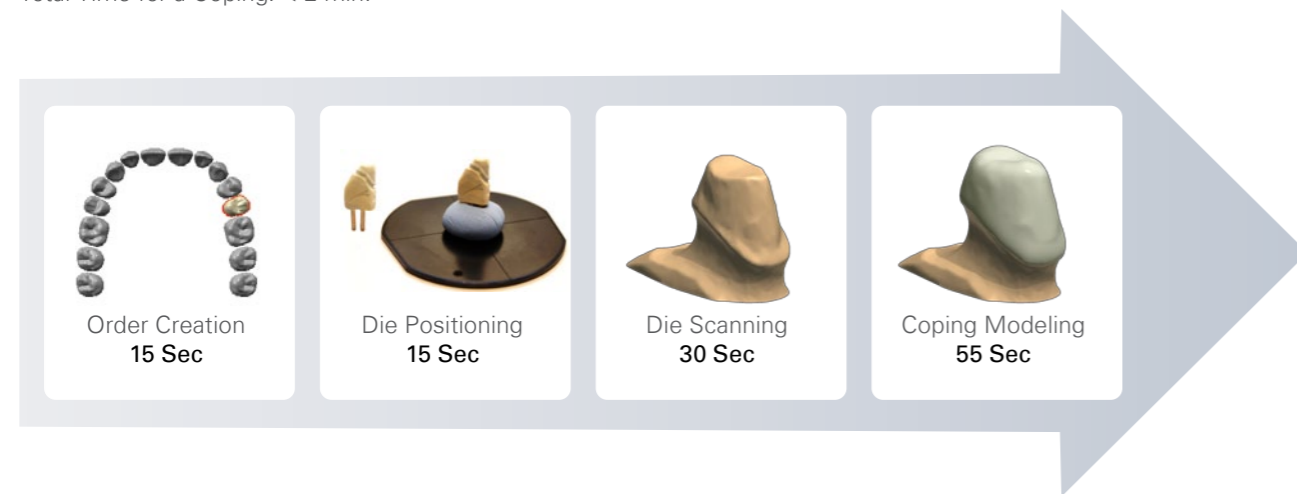 Order Creation
15 Sec
Die Positioning
15 Sec
Die Scanning
30 Sec
Coping Modeling
55 Sec